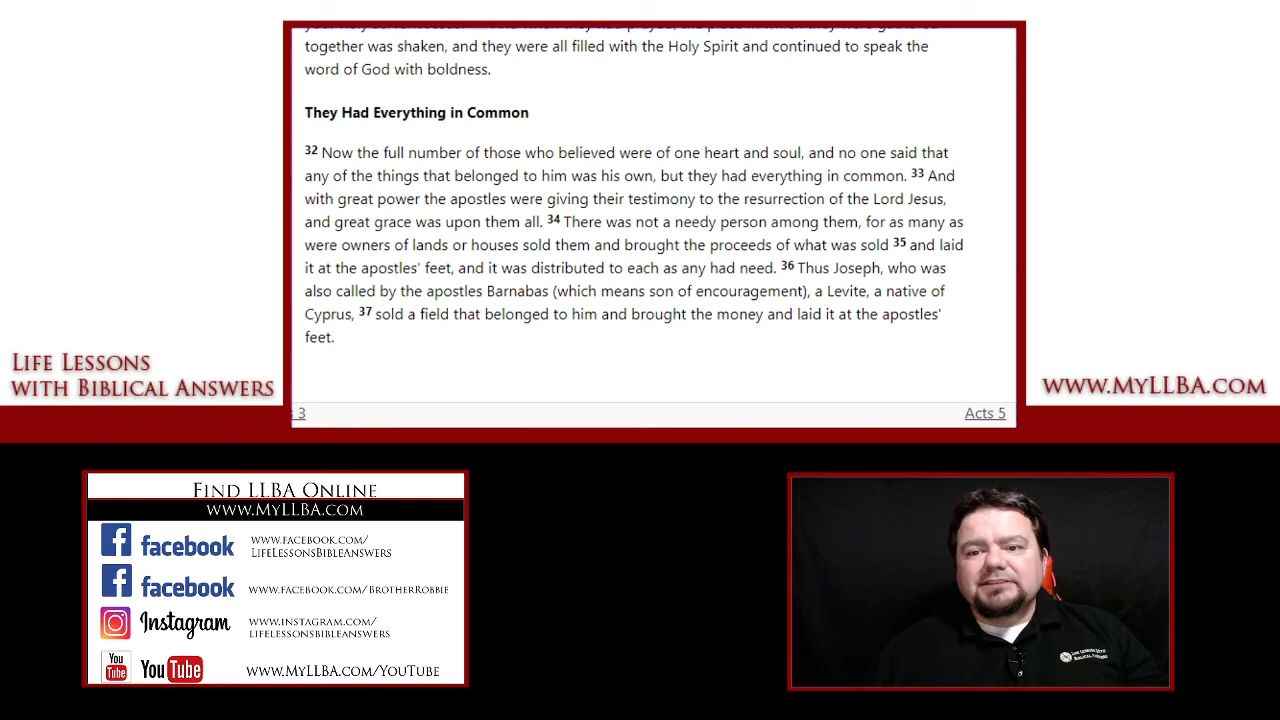 together was shaken, and they were all filled with the Holy Spirit and continued to speak the
word of God with boldness.
They Had Everything in Common
32 Now the full number of those who believed were of one heart and soul, and no one said that
any of the things that belonged to him was his own, but they had everything in common. 33 And
with great power the apostles were giving their testimony to the resurrection of the Lord Jesus,
and great grace was upon them all. 34 There was not a needy person among them, for as many as
were owners of lands or houses sold them and brought the proceeds of what was sold 35 and laid
it at the apostles' feet, and it was distributed to each as any had need. 36 Thus Joseph, who was
also called by the apostles Barnabas (which means son of encouragement), a Levite, a native of
Cyprus, 37 sold a field that belonged to him and brought the money and laid it at the apostles'
feet.
s 3
Acts 5
Life Lessons
with Biblical Answers
www.MyLLBA.com
Find LLBA Online
www.MyLLBA.com
facebook
www.facebook.com/
LifeLessonsBibleAnswers
facebook
www.facebook.com/BrotherRobbie
Instagram
www.instagram.com/
lifelessonsbibleanswers
You
Tube
YouTube
www.MyLLBA.com/YouTube
Life Lessons With
Biblical Answers